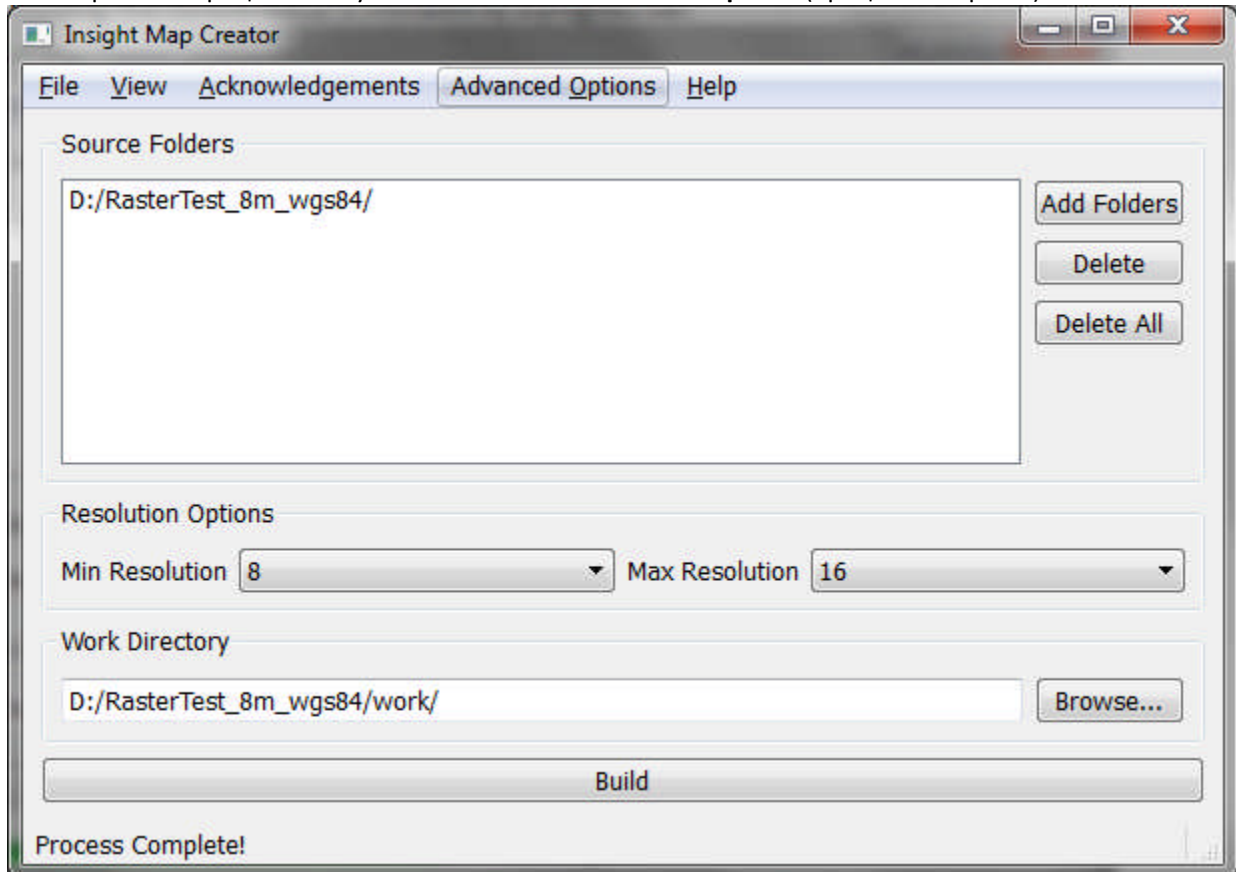 Insight Map Creator
File View Acknowledgements Advanced Options Help
Source Folders
D:/RasterTest_8m_wgs84/
Add Folders
Delete
Delete All
Resolution Options
Min Resolution 8 Max Resolution 16
Work Directory
D:/RasterTest_8m_wgs84/work/
Browse...
Build
Process Complete!